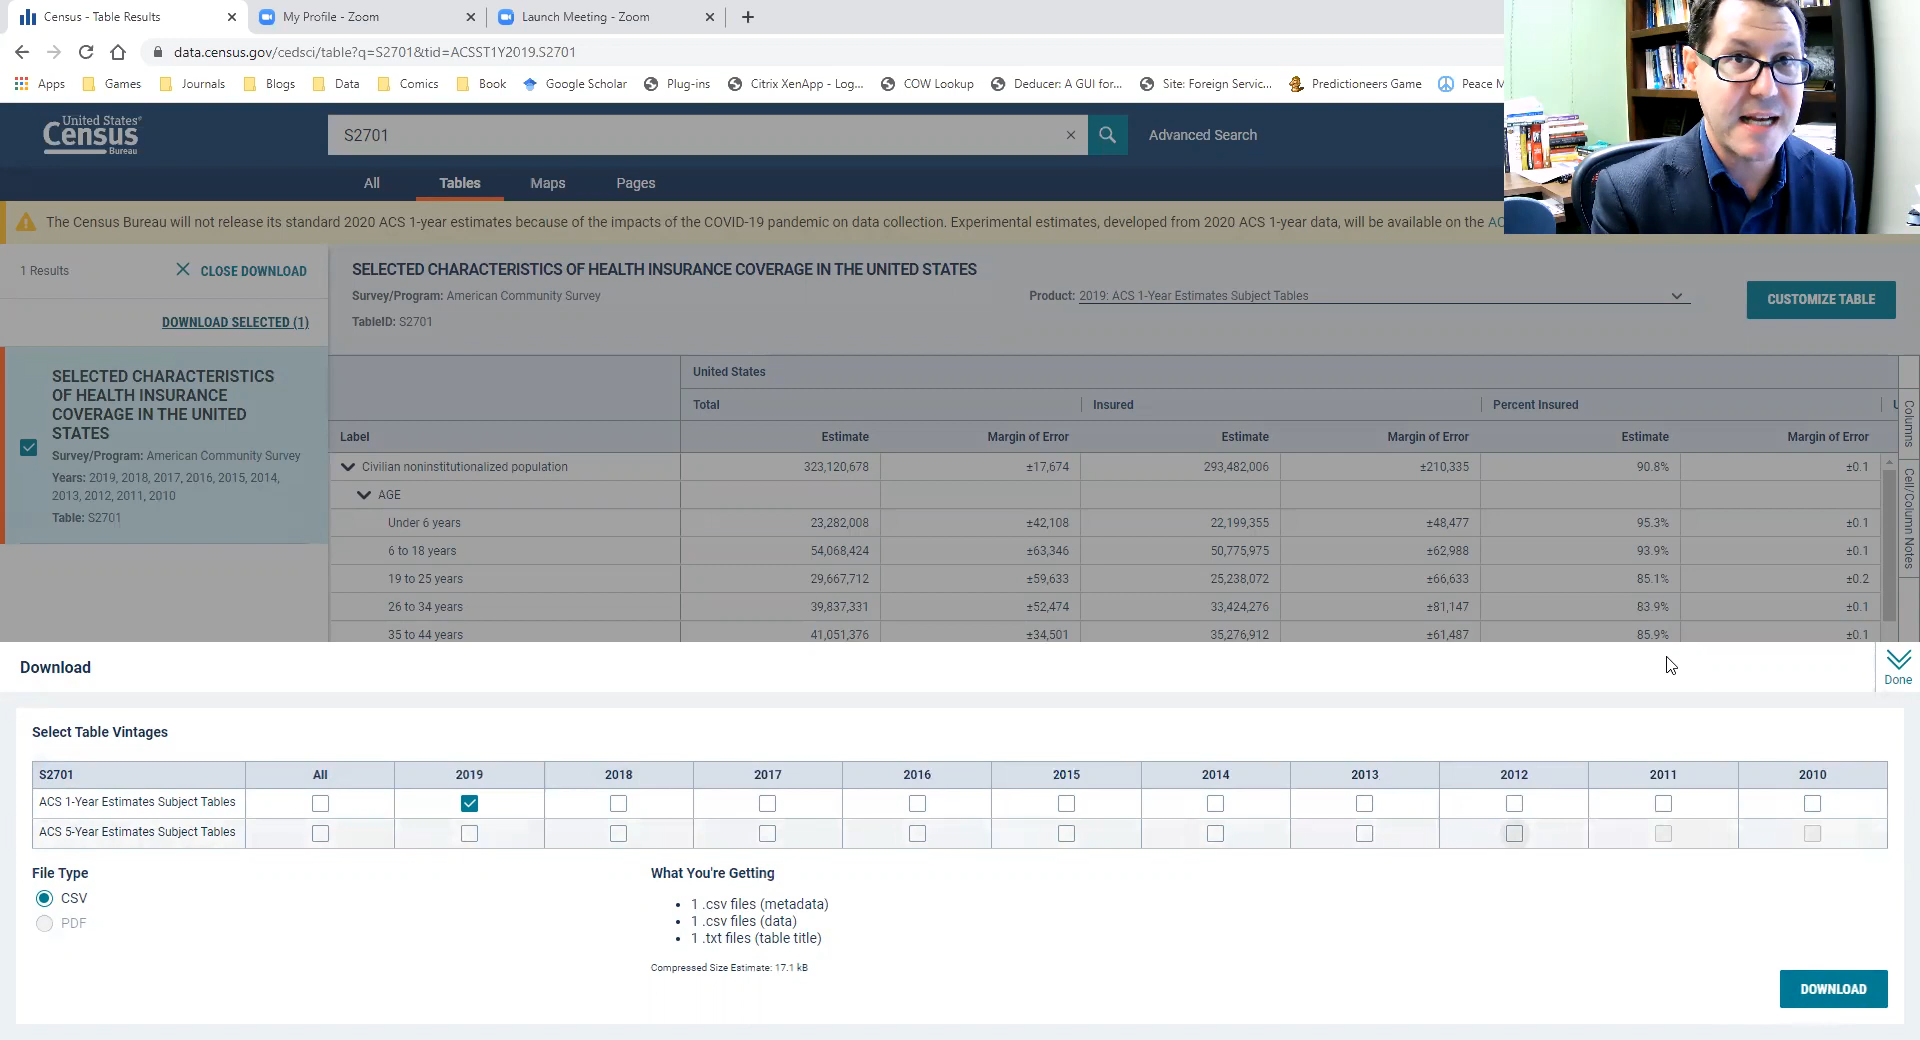 Census - Table Results
My Profile - Zoom
Launch Meeting - Zoom
data.census.gov/cedsci/table?q=S2701&tid=ACSST1Y2019.S2701
Apps Games Journals Blogs Data Comics Book Google Scholar Plug-ins Citrix XenApp - Log... COW Lookup Deducer: A GUI for... Site: Foreign Servic... Predictioneers Game Peace M
United States
Census
Bureau
S2701
Advanced Search
All Tables Maps Pages
The Census Bureau will not release its standard 2020 ACS 1-year estimates because of the impacts of the COVID-19 pandemic on data collection. Experimental estimates, developed from 2020 ACS 1-year data, will be available on the AC
1 Results
CLOSE DOWNLOAD
DOWNLOAD SELECTED (1)
SELECTED CHARACTERISTICS
OF HEALTH INSURANCE
COVERAGE IN THE UNITED
STATES
Survey/Program: American Community Survey
Years: 2019, 2018, 2017, 2016, 2015, 2014,
2013, 2012, 2011, 2010
Table: S2701
SELECTED CHARACTERISTICS OF HEALTH INSURANCE COVERAGE IN THE UNITED STATES
Survey/Program: American Community Survey
TableID: S2701
Product: 2019: ACS 1-Year Estimates Subject Tables
CUSTOMIZE TABLE
United States
Total Insured Percent Insured
Label Estimate Margin of Error Estimate Margin of Error Estimate Margin of Error
Civilian noninstitutionalized population 323,120,678 ±17,674 293,482,006 ±210,335 90.8% ±0.1
AGE
Under 6 years 23,282,008 ±42,108 22,199,355 ±48,477 95.3% ±0.1
6 to 18 years 54,068,424 ±63,346 50,775,975 ±62,988 93.9% ±0.1
19 to 25 years 29,667,712 ±59,633 25,238,072 ±66,633 85.1% ±0.2
26 to 34 years 39,837,331 ±52,474 33,424,276 ±81,147 83.9% ±0.1
35 to 44 years 41,051,376 ±34,501 35,276,912 ±61,487 85.9% ±0.1
Columns
Cell/Column Notes
Download
Done
Select Table Vintages
S2701 All 2019 2018 2017 2016 2015 2014 2013 2012 2011 2010
ACS 1-Year Estimates Subject Tables
ACS 5-Year Estimates Subject Tables
File Type
CSV
PDF
What You're Getting
1 .csv files (metadata)
1 .csv files (data)
1 .txt files (table title)
Compressed Size Estimate: 17.1 kB
DOWNLOAD